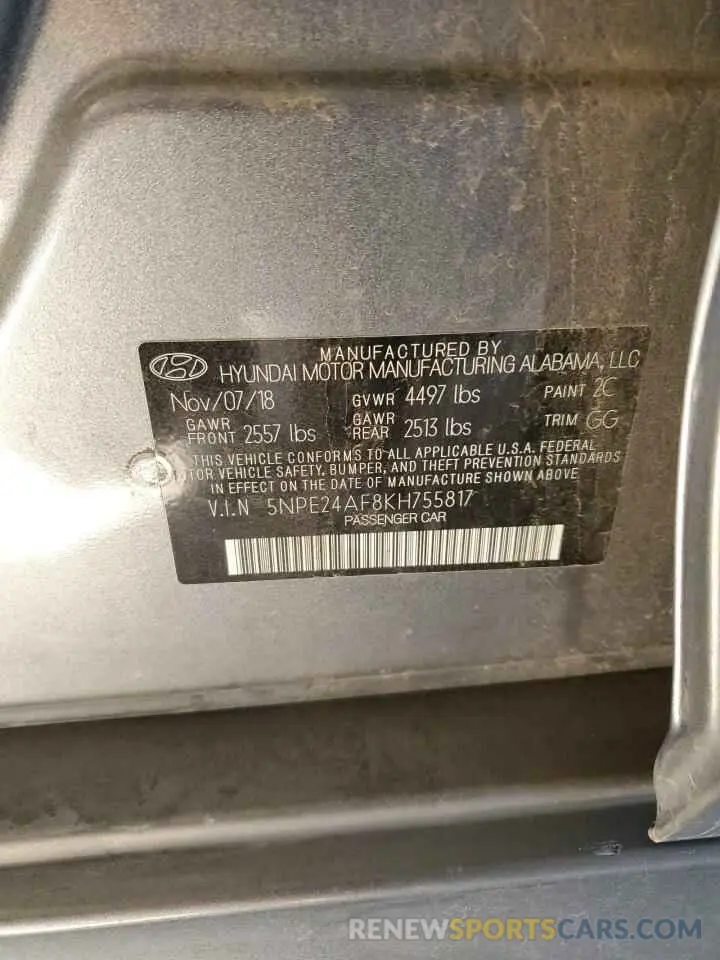 MANUFACTURED BY
HYUNDAI MOTOR MANUFACTURING ALABAMA, LLC
Nov/07/18 GVWR 4497 lbs PAINT 2C
GAWR FRONT 2557 lbs GAWR REAR 2513 lbs TRIM GG
THIS VEHICLE CONFORMS TO ALL APPLICABLE U.S.A. FEDERAL
MOTOR VEHICLE SAFETY, BUMPER, AND THEFT PREVENTION STANDARDS
IN EFFECT ON THE DATE OF MANUFACTURE SHOWN ABOVE
V.I.N 5NPE24AF8KH755817
PASSENGER CAR
RENEWSPORTSCARS.COM